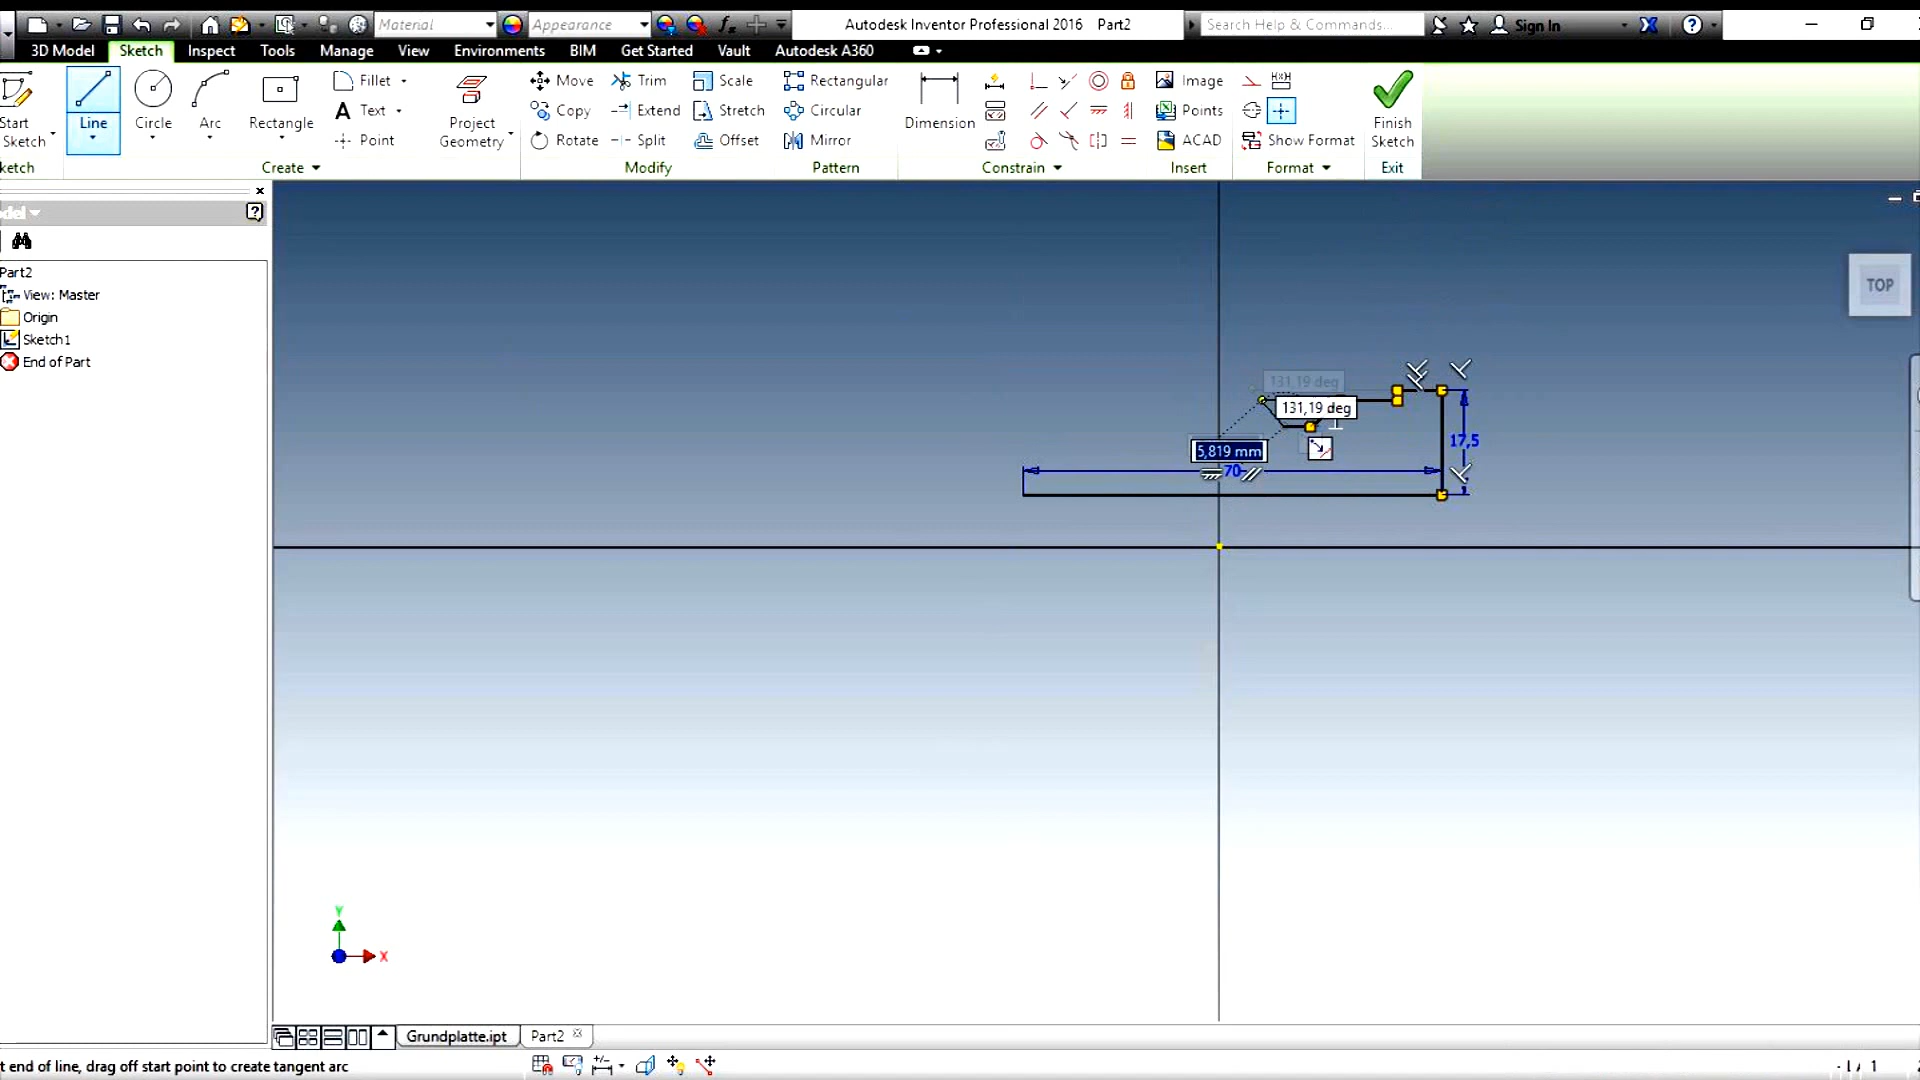 Material
Appearance
Autodesk Inventor Professional 2016 Part2
Search Help & Commands...
Sign In
3D Model Sketch Inspect Tools Manage View Environments BIM Get Started Vault Autodesk A360
Start Sketch
Line
Circle
Arc
Rectangle
Fillet
Text
Point
Project Geometry
Move
Copy
Rotate
Trim
Extend
Split
Scale
Stretch
Offset
Rectangular
Circular
Mirror
Dimension
Image
Points
ACAD
Show Format
Finish Sketch
ketch
Create
Modify
Pattern
Constrain
Insert
Format
Exit
del
Part2
View: Master
Origin
Sketch1
End of Part
TOP
131,19 deg
131,19 deg
5,819 mm
17,5
70
Y
X
Grundplatte.ipt
Part2
t end of line, drag off start point to create tangent arc
1